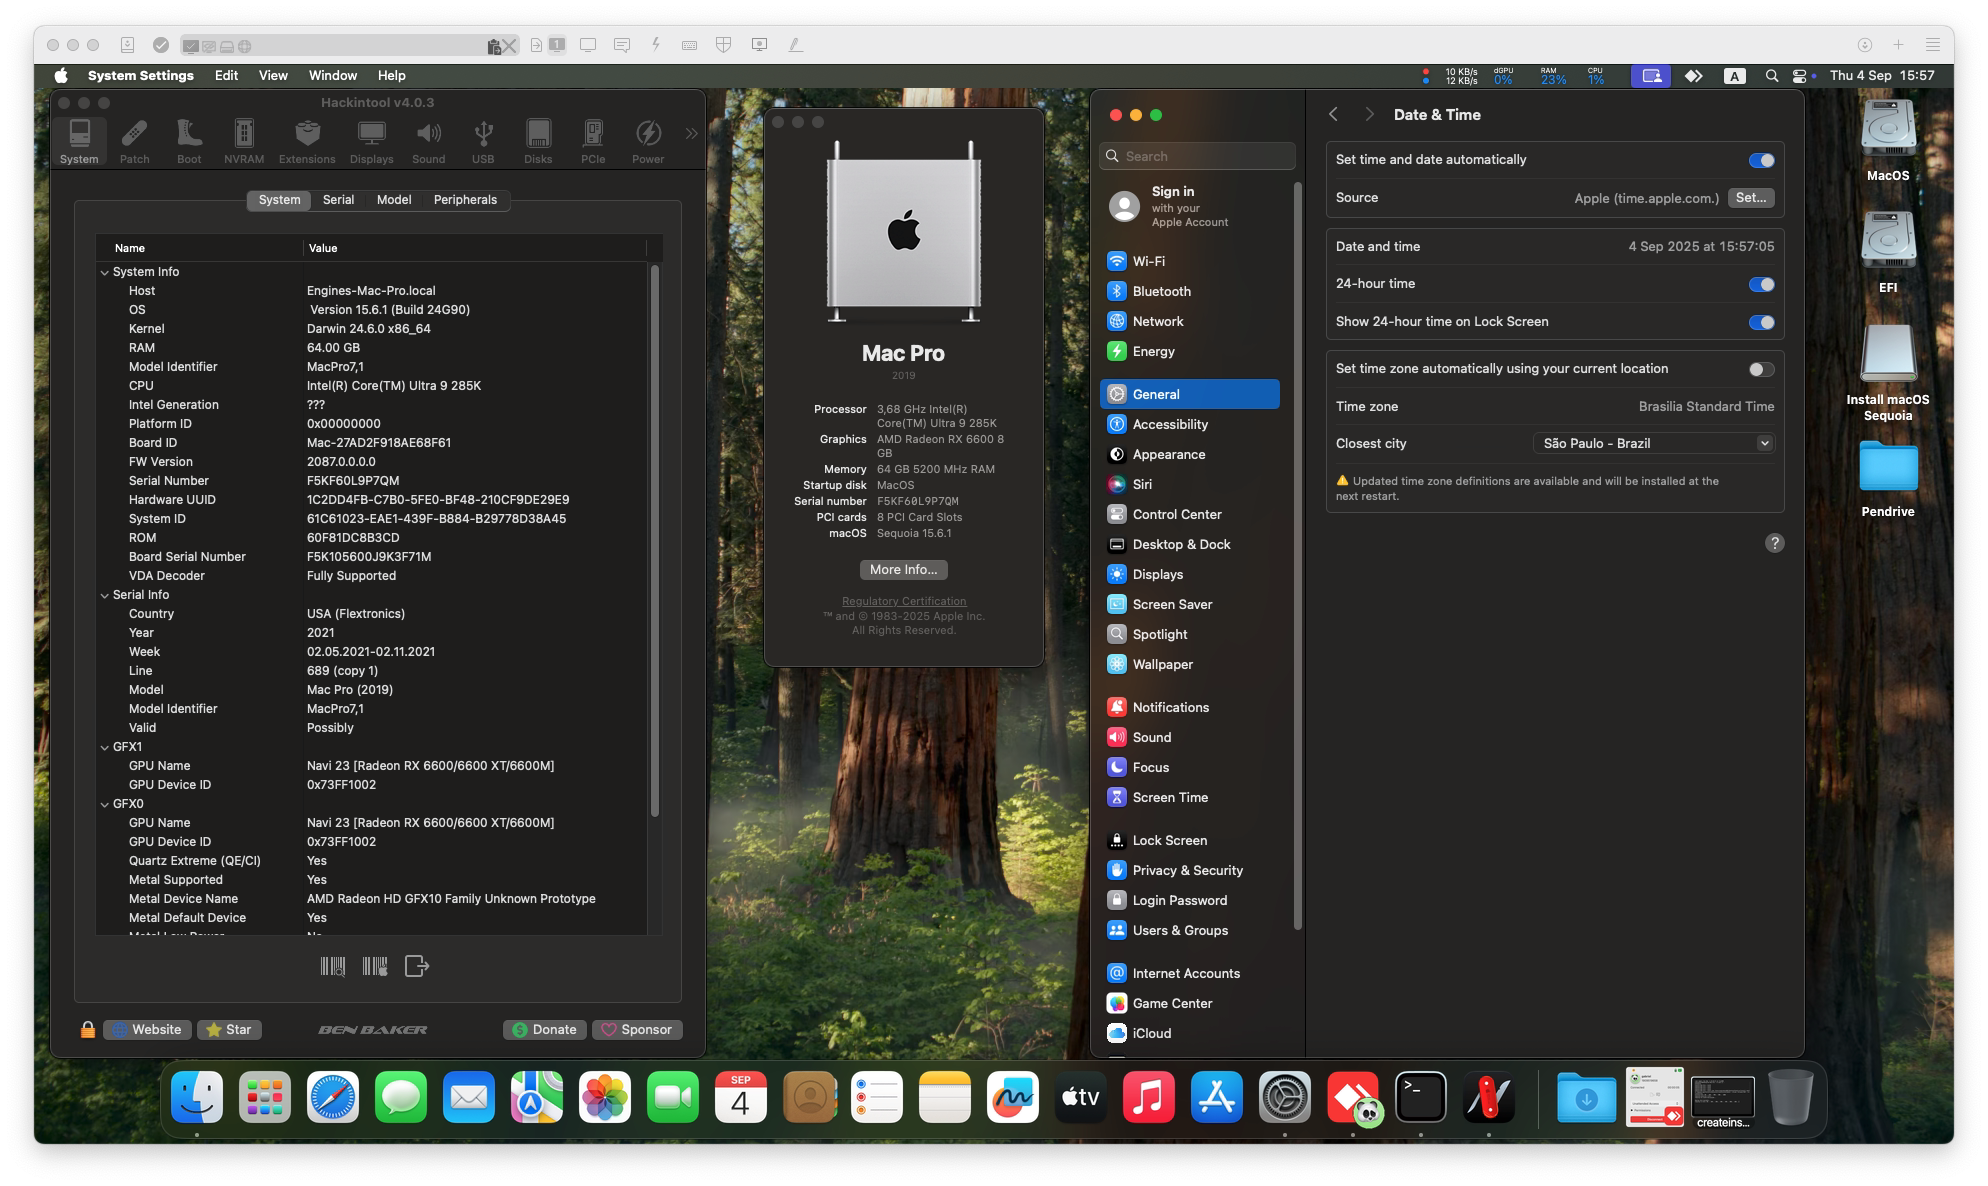 1
System Settings Edit View Window Help
10 KB/s
12 KB/s
dGPU
0%
RAM
23%
CPU
1%
A
Thu 4 Sep 15:57
Hackintool v4.0.3
System Patch Boot NVRAM Extensions Displays Sound USB Disks PCIe Power
System Serial Model Peripherals
Name Value
System Info
Host Engines-Mac-Pro.local
OS Version 15.6.1 (Build 24G90)
Kernel Darwin 24.6.0 x86_64
RAM 64.00 GB
Model Identifier MacPro7,1
CPU Intel(R) Core(TM) Ultra 9 285K
Intel Generation ???
Platform ID 0x00000000
Board ID Mac-27AD2F918AE68F61
FW Version 2087.0.0.0.0
Serial Number F5KF60L9P7QM
Hardware UUID 1C2DD4FB-C7B0-5FE0-BF48-210CF9DE29E9
System ID 61C61023-EAE1-439F-B884-B29778D38A45
ROM 60F81DC8B3CD
Board Serial Number F5K105600J9K3F71M
VDA Decoder Fully Supported
Serial Info
Country USA (Flextronics)
Year 2021
Week 02.05.2021-02.11.2021
Line 689 (copy 1)
Model Mac Pro (2019)
Model Identifier MacPro7,1
Valid Possibly
GFX1
GPU Name Navi 23 [Radeon RX 6600/6600 XT/6600M]
GPU Device ID 0x73FF1002
GFX0
GPU Name Navi 23 [Radeon RX 6600/6600 XT/6600M]
GPU Device ID 0x73FF1002
Quartz Extreme (QE/CI) Yes
Metal Supported Yes
Metal Device Name AMD Radeon HD GFX10 Family Unknown Prototype
Metal Default Device Yes
Website Star BEN BAKER Donate Sponsor
Mac Pro
2019
Processor 3,68 GHz Intel(R)
Core(TM) Ultra 9 285K
Graphics AMD Radeon RX 6600 8
GB
Memory 64 GB 5200 MHz RAM
Startup disk MacOS
Serial number F5KF60L9P7QM
PCI cards 8 PCI Card Slots
macOS Sequoia 15.6.1
More Info...
Regulatory Certification
™ and © 1983-2025 Apple Inc.
All Rights Reserved.
Search
Sign in
with your
Apple Account
Wi-Fi
Bluetooth
Network
Energy
General
Accessibility
Appearance
Siri
Control Center
Desktop & Dock
Displays
Screen Saver
Spotlight
Wallpaper
Notifications
Sound
Focus
Screen Time
Lock Screen
Privacy & Security
Login Password
Users & Groups
Internet Accounts
Game Center
iCloud
Date & Time
Set time and date automatically
Source Apple (time.apple.com.) Set...
Date and time 4 Sep 2025 at 15:57:05
24-hour time
Show 24-hour time on Lock Screen
Set time zone automatically using your current location
Time zone Brasilia Standard Time
Closest city São Paulo - Brazil
Updated time zone definitions are available and will be installed at the
next restart.
?
MacOS
EFI
Install macOS
Sequoia
Pendrive
SEP
4
tv
>_
createins...